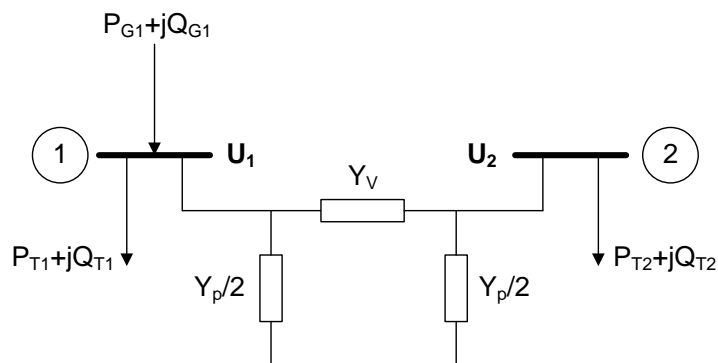 P_G1+jQ_G1
1
U_1
U_2
2
Y_V
P_T1+jQ_T1
Y_p/2
Y_p/2
P_T2+jQ_T2